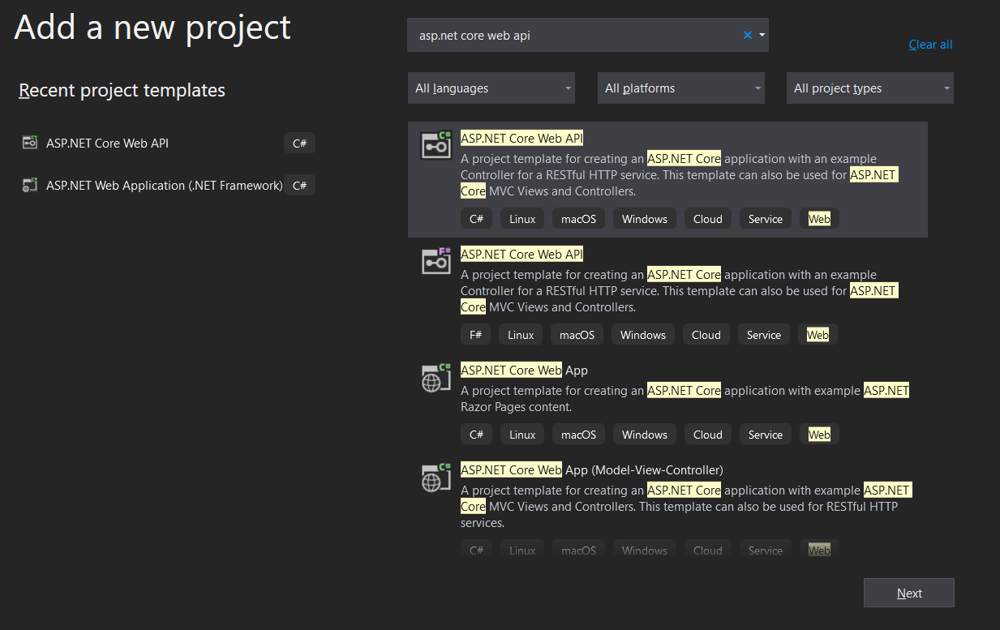 Add a new project
asp.net core web api
Clear all
Recent project templates
All languages
All platforms
All project types
ASP.NET Core Web API
C#
ASP.NET Web Application (.NET Framework)
C#
C#
ASP.NET Core Web API
A project template for creating an ASP.NET Core application with an example
Controller for a RESTful HTTP service. This template can also be used for ASP.NET
Core MVC Views and Controllers.
C# Linux macOS Windows Cloud Service Web
F#
ASP.NET Core Web API
A project template for creating an ASP.NET Core application with an example
Controller for a RESTful HTTP service. This template can also be used for ASP.NET
Core MVC Views and Controllers.
F# Linux macOS Windows Cloud Service Web
C#
ASP.NET Core Web App
A project template for creating an ASP.NET Core application with example ASP.NET
Razor Pages content.
C# Linux macOS Windows Cloud Service Web
C#
ASP.NET Core Web App (Model-View-Controller)
A project template for creating an ASP.NET Core application with example ASP.NET
Core MVC Views and Controllers. This template can also be used for RESTful HTTP
services.
C# Linux macOS Windows Cloud Service Web
Next